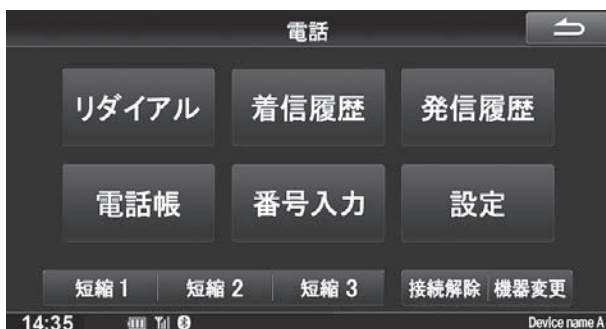 電話
リダイアル 着信履歴 発信履歴
電話帳 番号入力 設定
短縮 1 短縮 2 短縮 3 接続解除 機器変更
14:35 Device name A